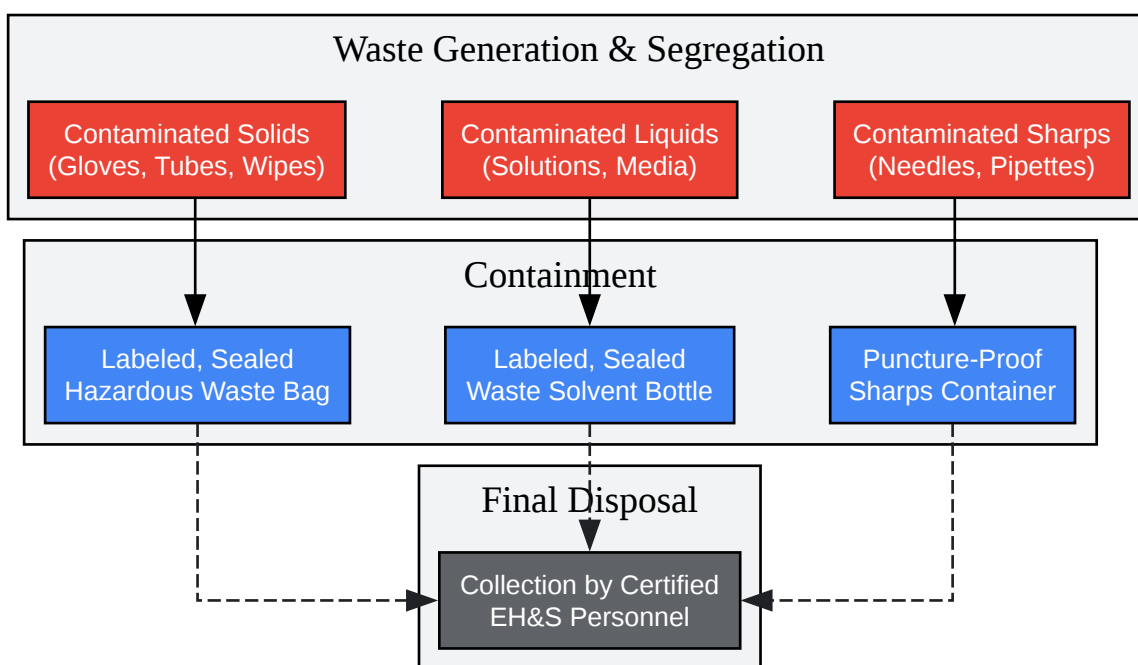 Waste Generation & Segregation
Contaminated Solids
(Gloves, Tubes, Wipes)
Contaminated Liquids
(Solutions, Media)
Contaminated Sharps
(Needles, Pipettes)
Containment
Labeled, Sealed
Hazardous Waste Bag
Labeled, Sealed
Waste Solvent Bottle
Puncture-Proof
Sharps Container
Final Disposal
Collection by Certified
EH&S Personnel